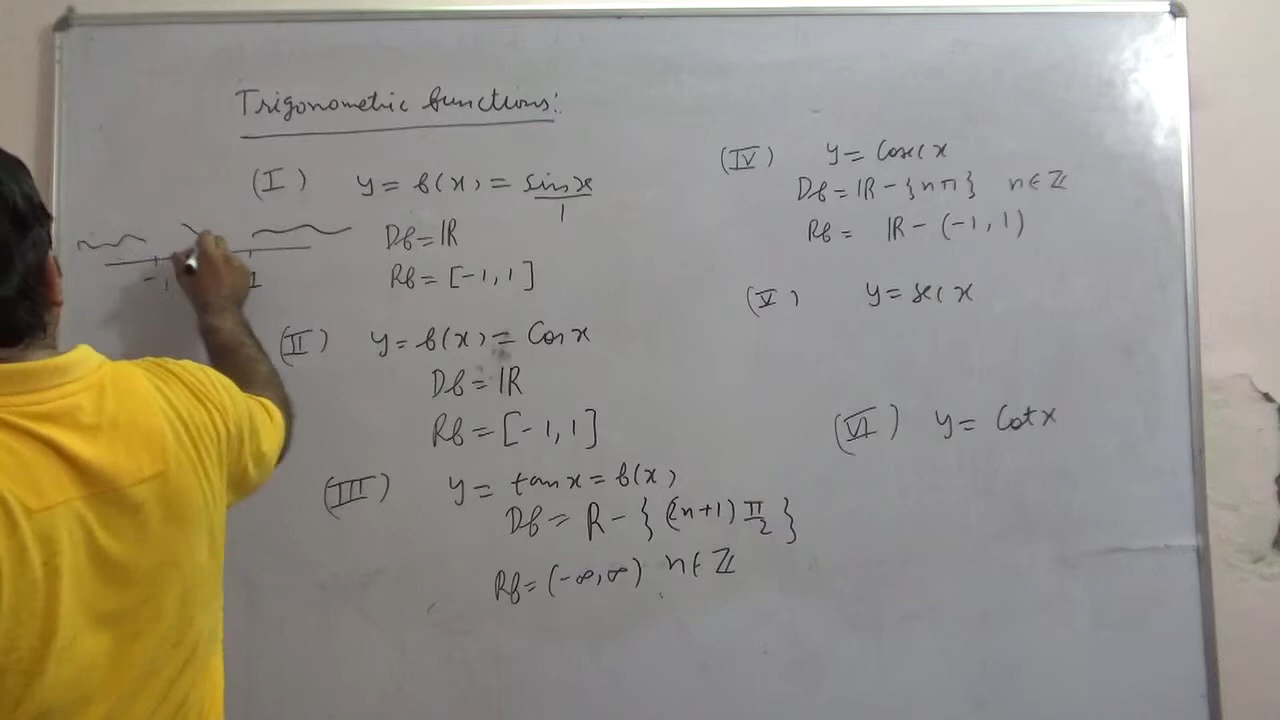 Trigonometric functions:
(I) y = f(x) = sin x / 1
Df = IR
Rf = [-1, 1]
-1 1
(II) y = f(x) = Cos x
Df = IR
Rf = [-1, 1]
(III) y = tan x = f(x)
Df = R - { (2n+1) π/2 }
Rf = (-∞, ∞) n ∈ ℤ
(IV) y = Cosec x
Df = IR - {nπ} n ∈ ℤ
Rf = IR - (-1, 1)
(V) y = sec x
(VI) y = Cot x